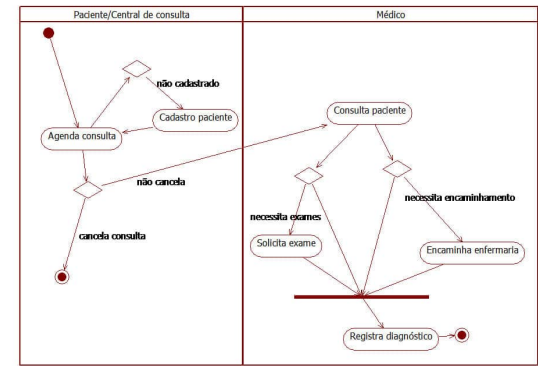 Paciente/Central de consulta
Médico
não cadastrado
Cadastro paciente
Agenda consulta
Consulta paciente
não cancela
necessita encaminhamento
necessita exames
cancela consulta
Solicita exame
Encaminha enfermaria
Registra diagnóstico